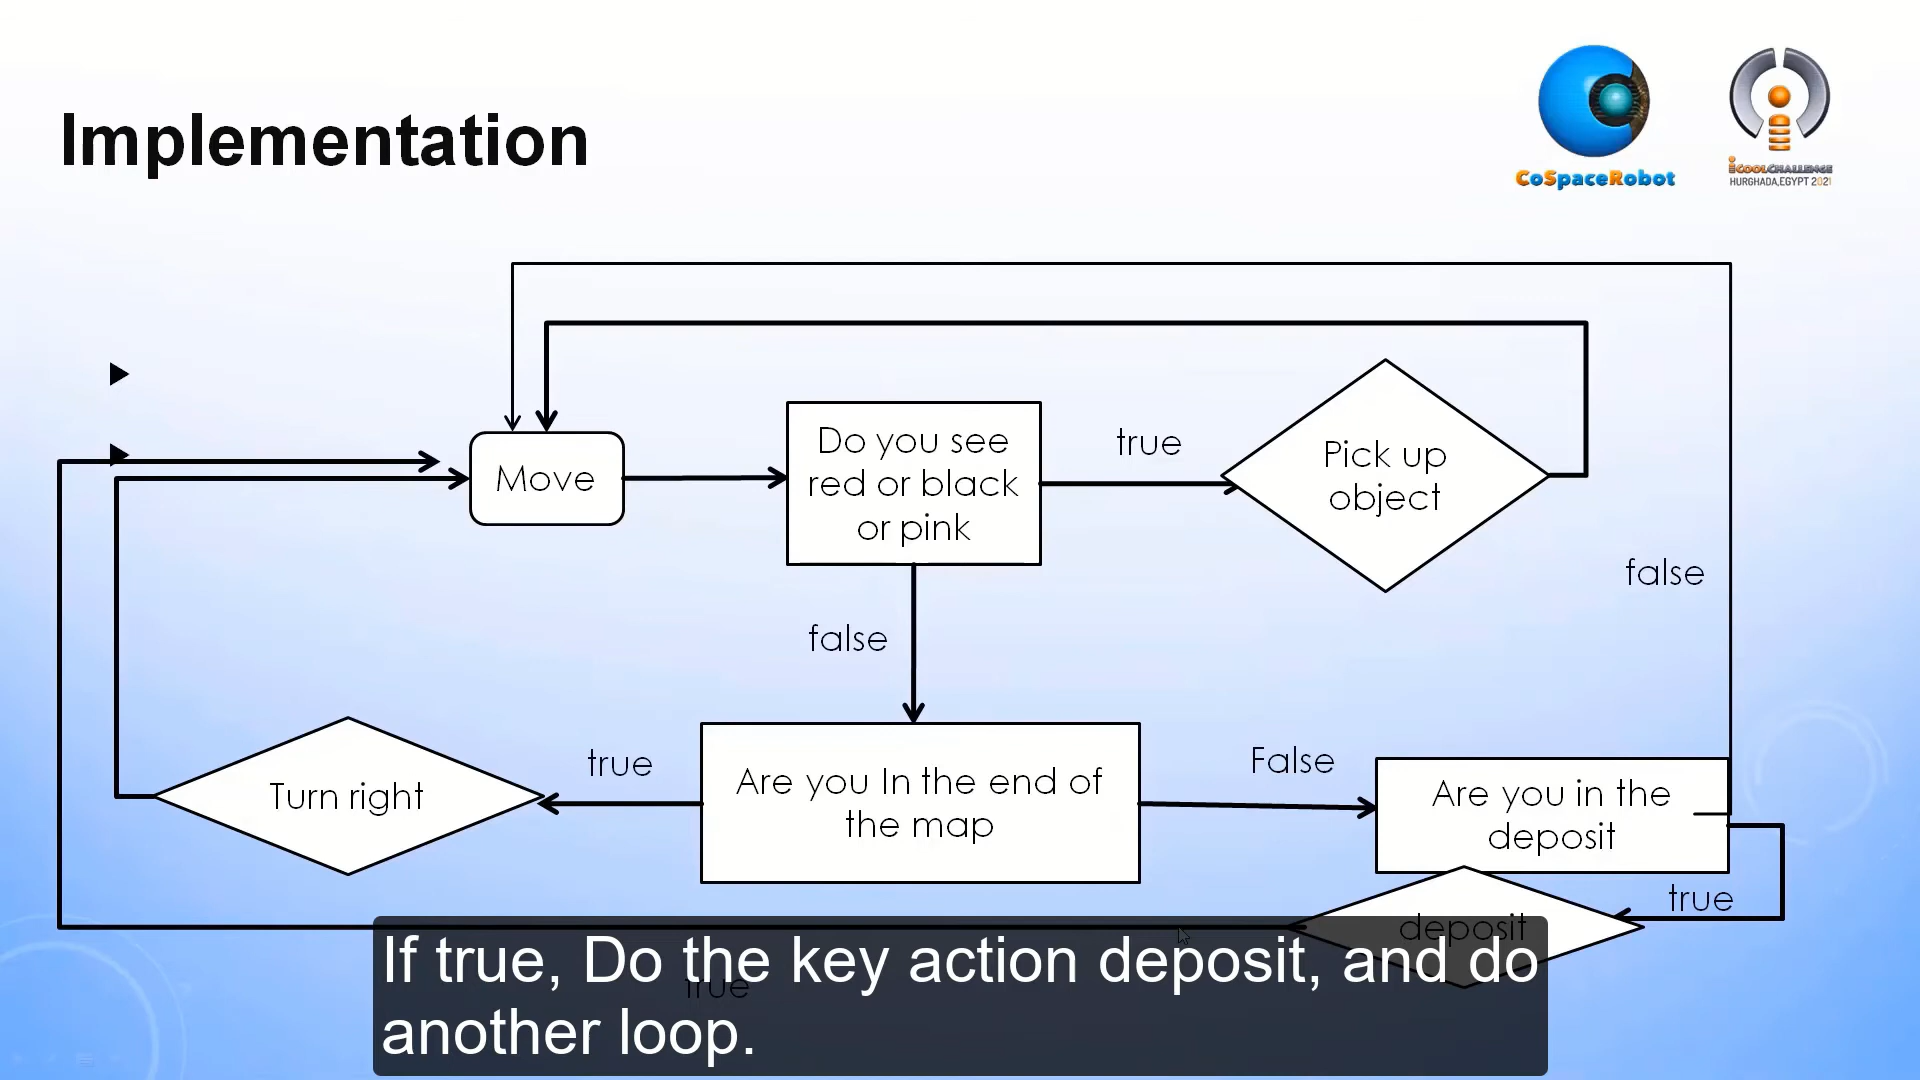 Implementation
CoSpaceRobot
iCOOLCHALLENGE
HURGHADA,EGYPT 2021
Move
Do you see
red or black
or pink
true
Pick up
object
false
false
Turn right
true
Are you In the end of
the map
False
Are you in the
deposit
true
deposit
true
If true, Do the key action deposit, and do
another loop.